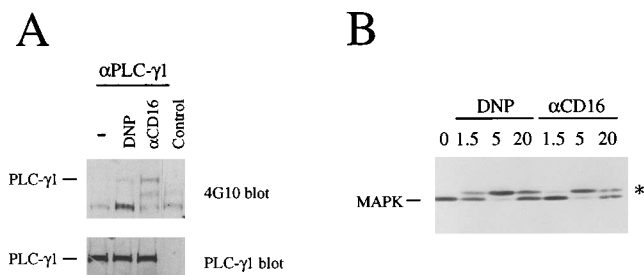 A
αPLC-γ1
-
DNP
αCD16
Control
PLC-γ1
4G10 blot
PLC-γ1
PLC-γ1 blot
B
DNP αCD16
0 1.5 5 20 1.5 5 20
*
MAPK